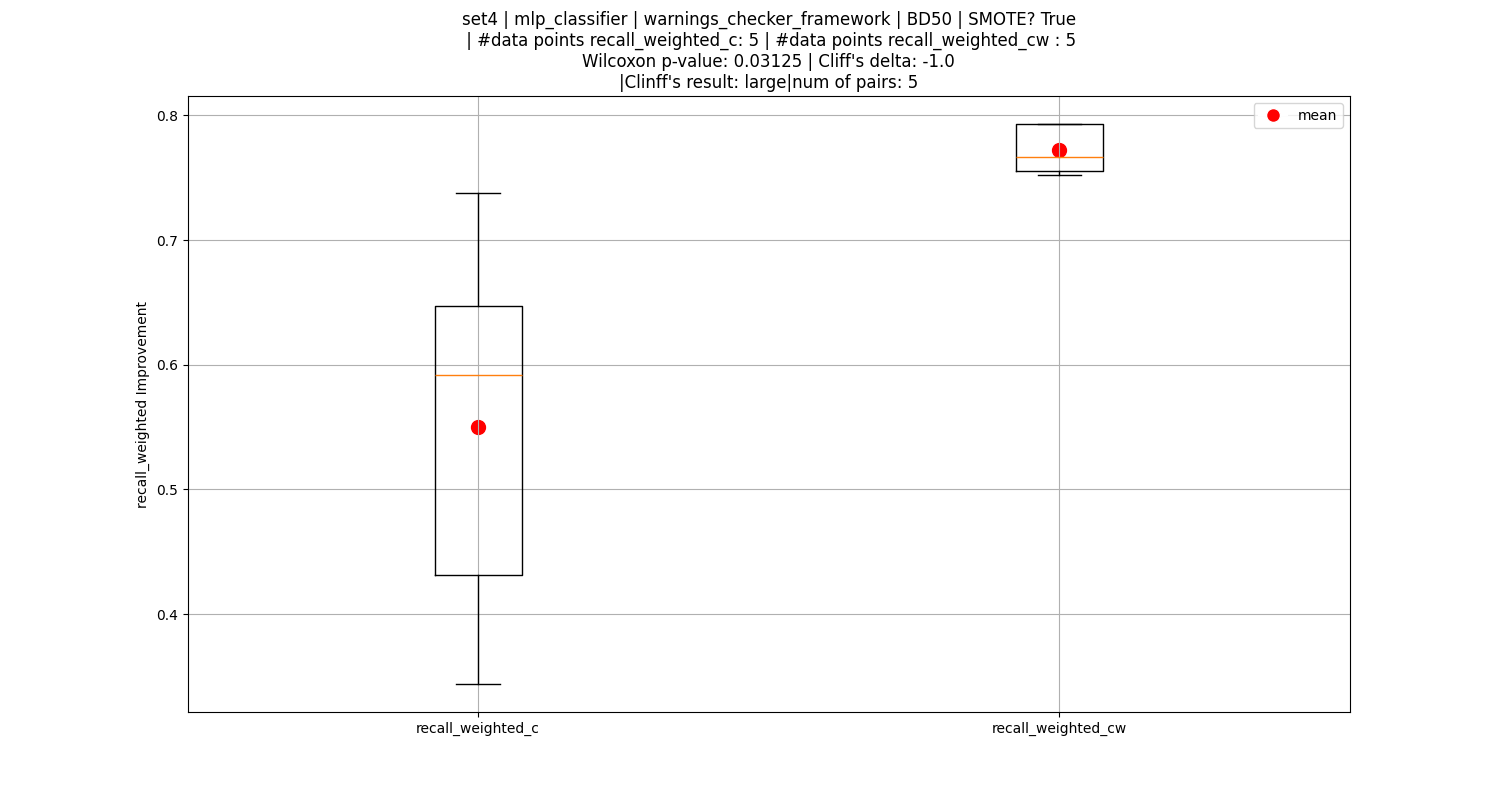 set4 | mlp_classifier | warnings_checker_framework | BD50 | SMOTE? True
| #data points recall_weighted_c: 5 | #data points recall_weighted_cw : 5
Wilcoxon p-value: 0.03125 | Cliff's delta: -1.0
|Clinff's result: large|num of pairs: 5
mean
0.8
0.7
0.6
0.5
0.4
recall_weighted Improvement
recall_weighted_c
recall_weighted_cw